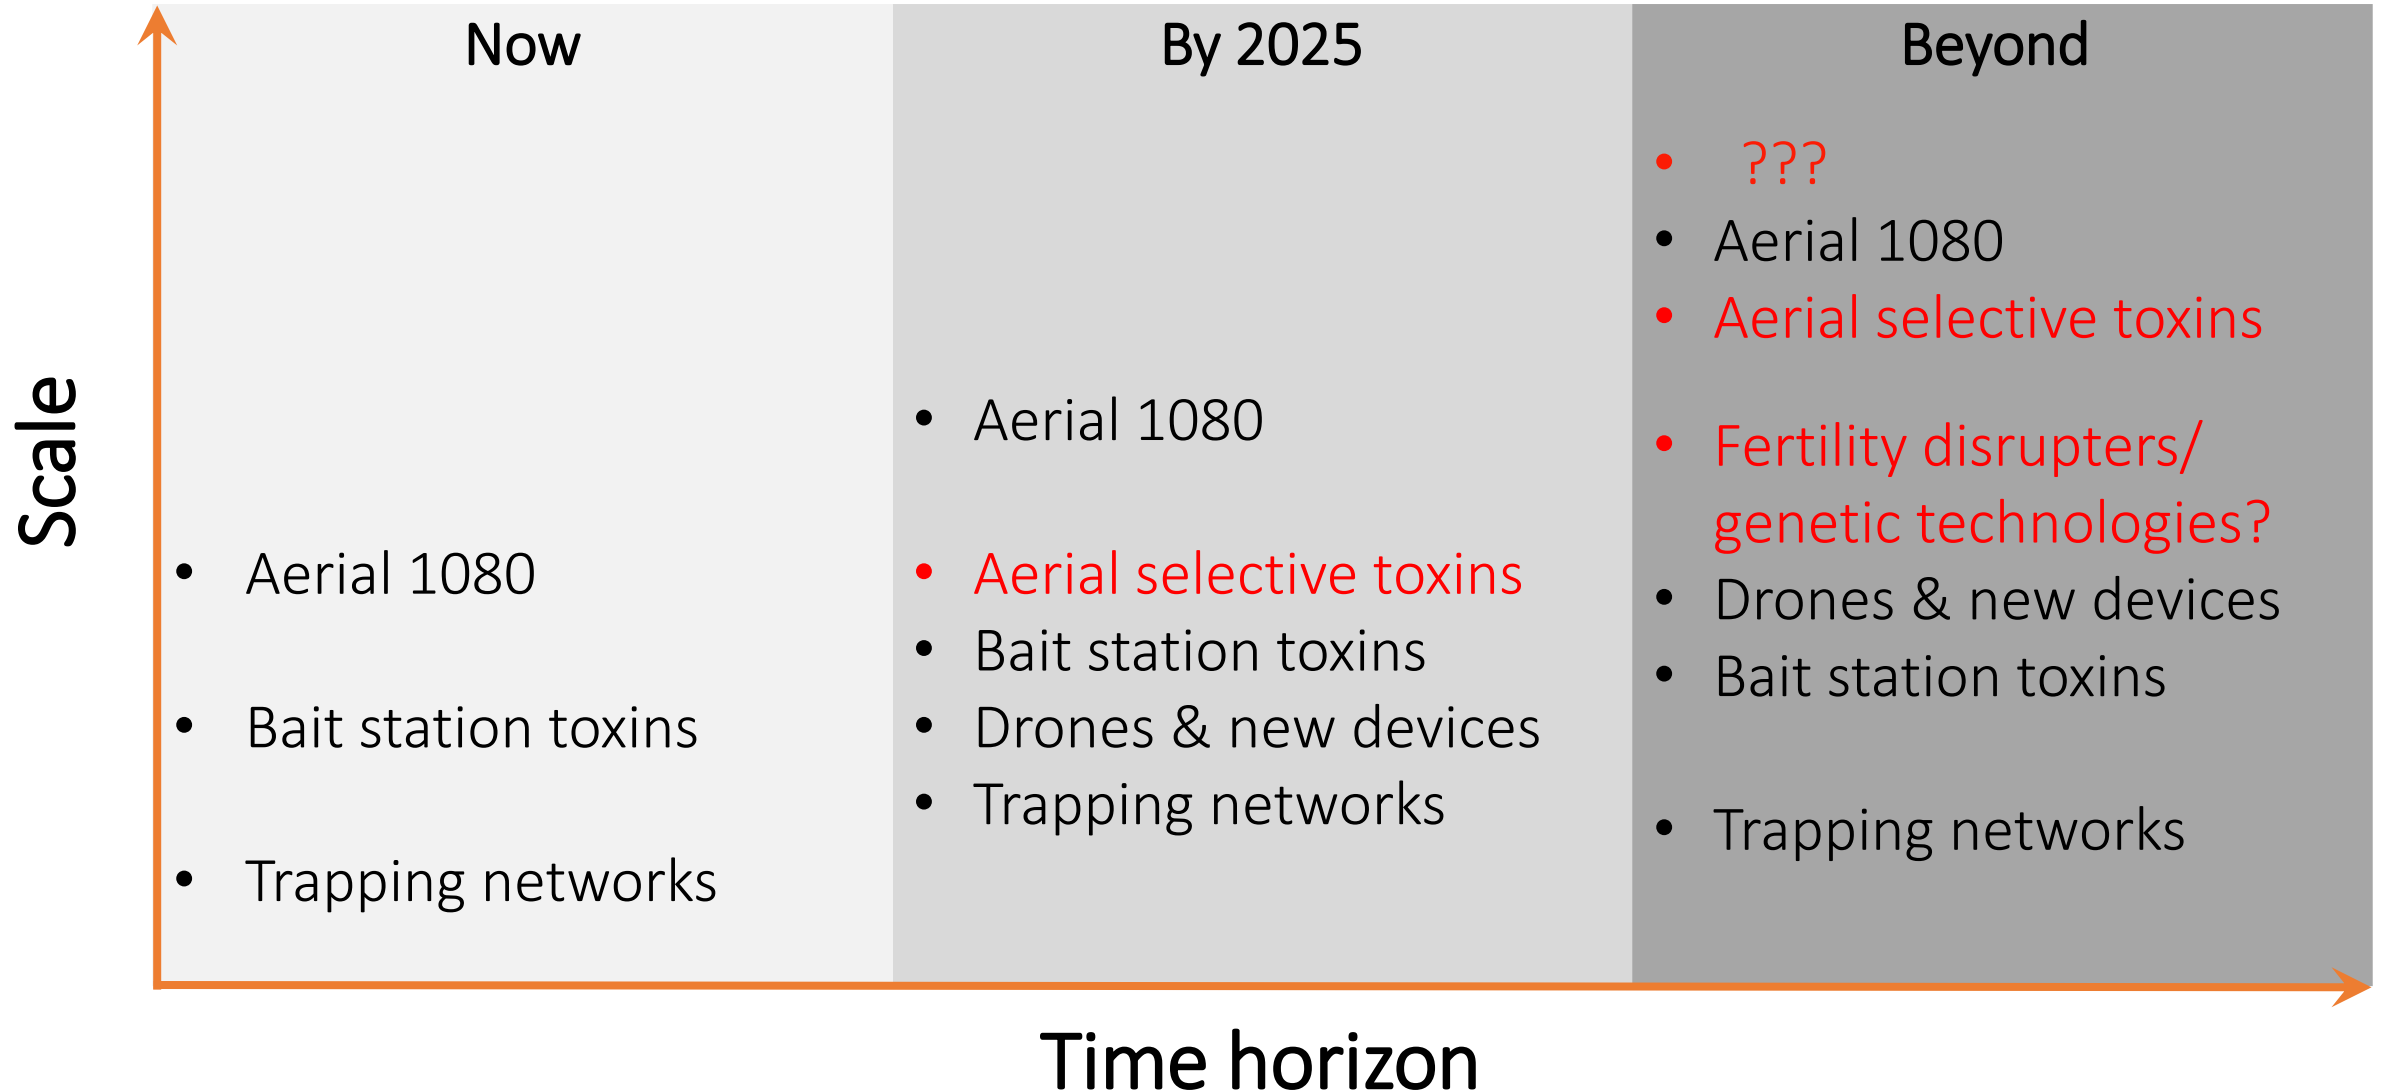 Now
By 2025
Beyond
Scale
• Aerial 1080
• Bait station toxins
• Trapping networks
• Aerial 1080
• Aerial selective toxins
• Bait station toxins
• Drones & new devices
• Trapping networks
• ???
• Aerial 1080
• Aerial selective toxins
• Fertility disrupters/
genetic technologies?
• Drones & new devices
• Bait station toxins
• Trapping networks
Time horizon